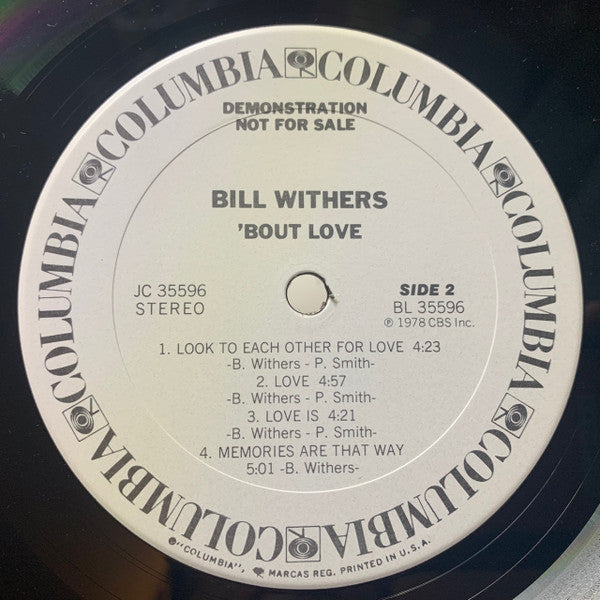 COLUMBIA COLUMBIA COLUMBIA COLUMBIA COLUMBIA COLUMBIA
DEMONSTRATION
NOT FOR SALE
BILL WITHERS
'BOUT LOVE
JC 35596
STEREO
SIDE 2
BL 35596
℗ 1978 CBS Inc.
1. LOOK TO EACH OTHER FOR LOVE 4:23
-B. Withers - P. Smith-
2. LOVE 4:57
-B. Withers - P. Smith-
3. LOVE IS 4:21
-B. Withers - P. Smith-
4. MEMORIES ARE THAT WAY
5:01 -B. Withers-
®"COLUMBIA", MARCAS REG. PRINTED IN U.S.A.